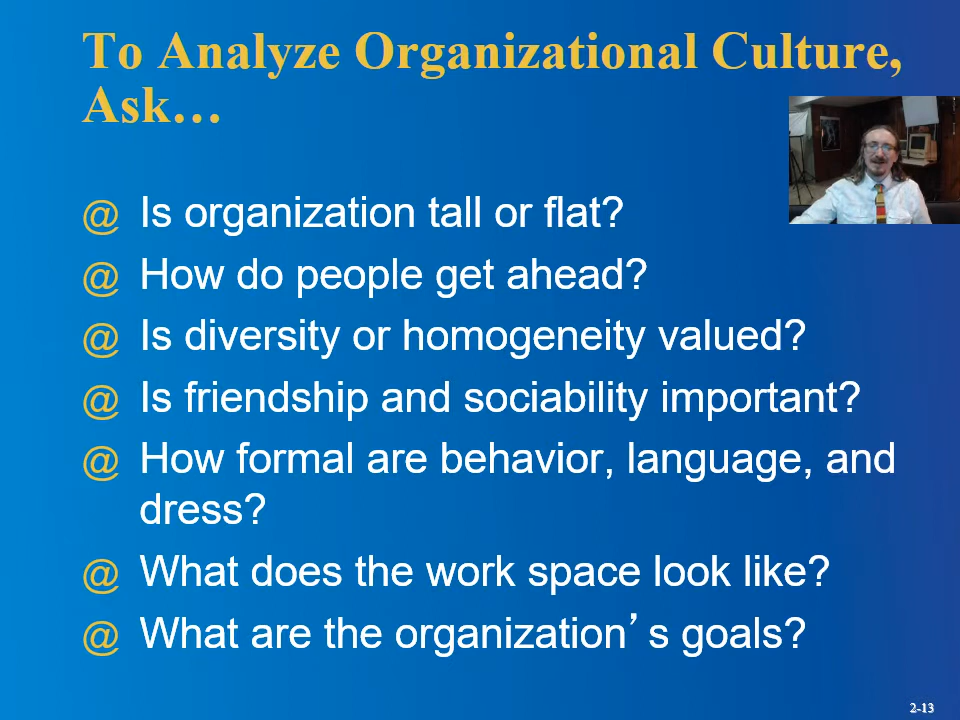 To Analyze Organizational Culture,
Ask…
@ Is organization tall or flat?
@ How do people get ahead?
@ Is diversity or homogeneity valued?
@ Is friendship and sociability important?
@ How formal are behavior, language, and
dress?
@ What does the work space look like?
@ What are the organization’s goals?
2-13